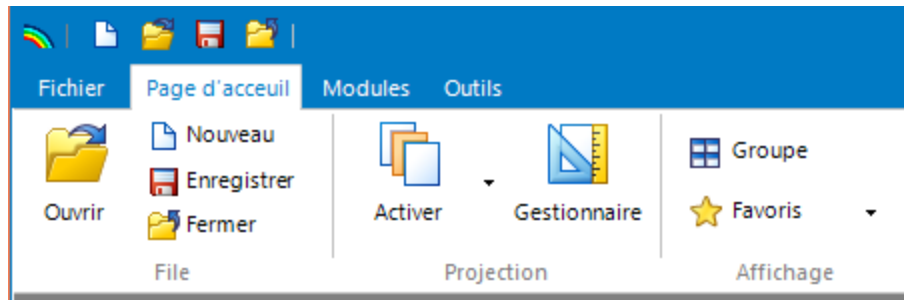 Fichier Page d'acceuil Modules Outils
Ouvrir
Nouveau
Enregistrer
Fermer
File
Activer
Gestionnaire
Projection
Groupe
Favoris
Affichage